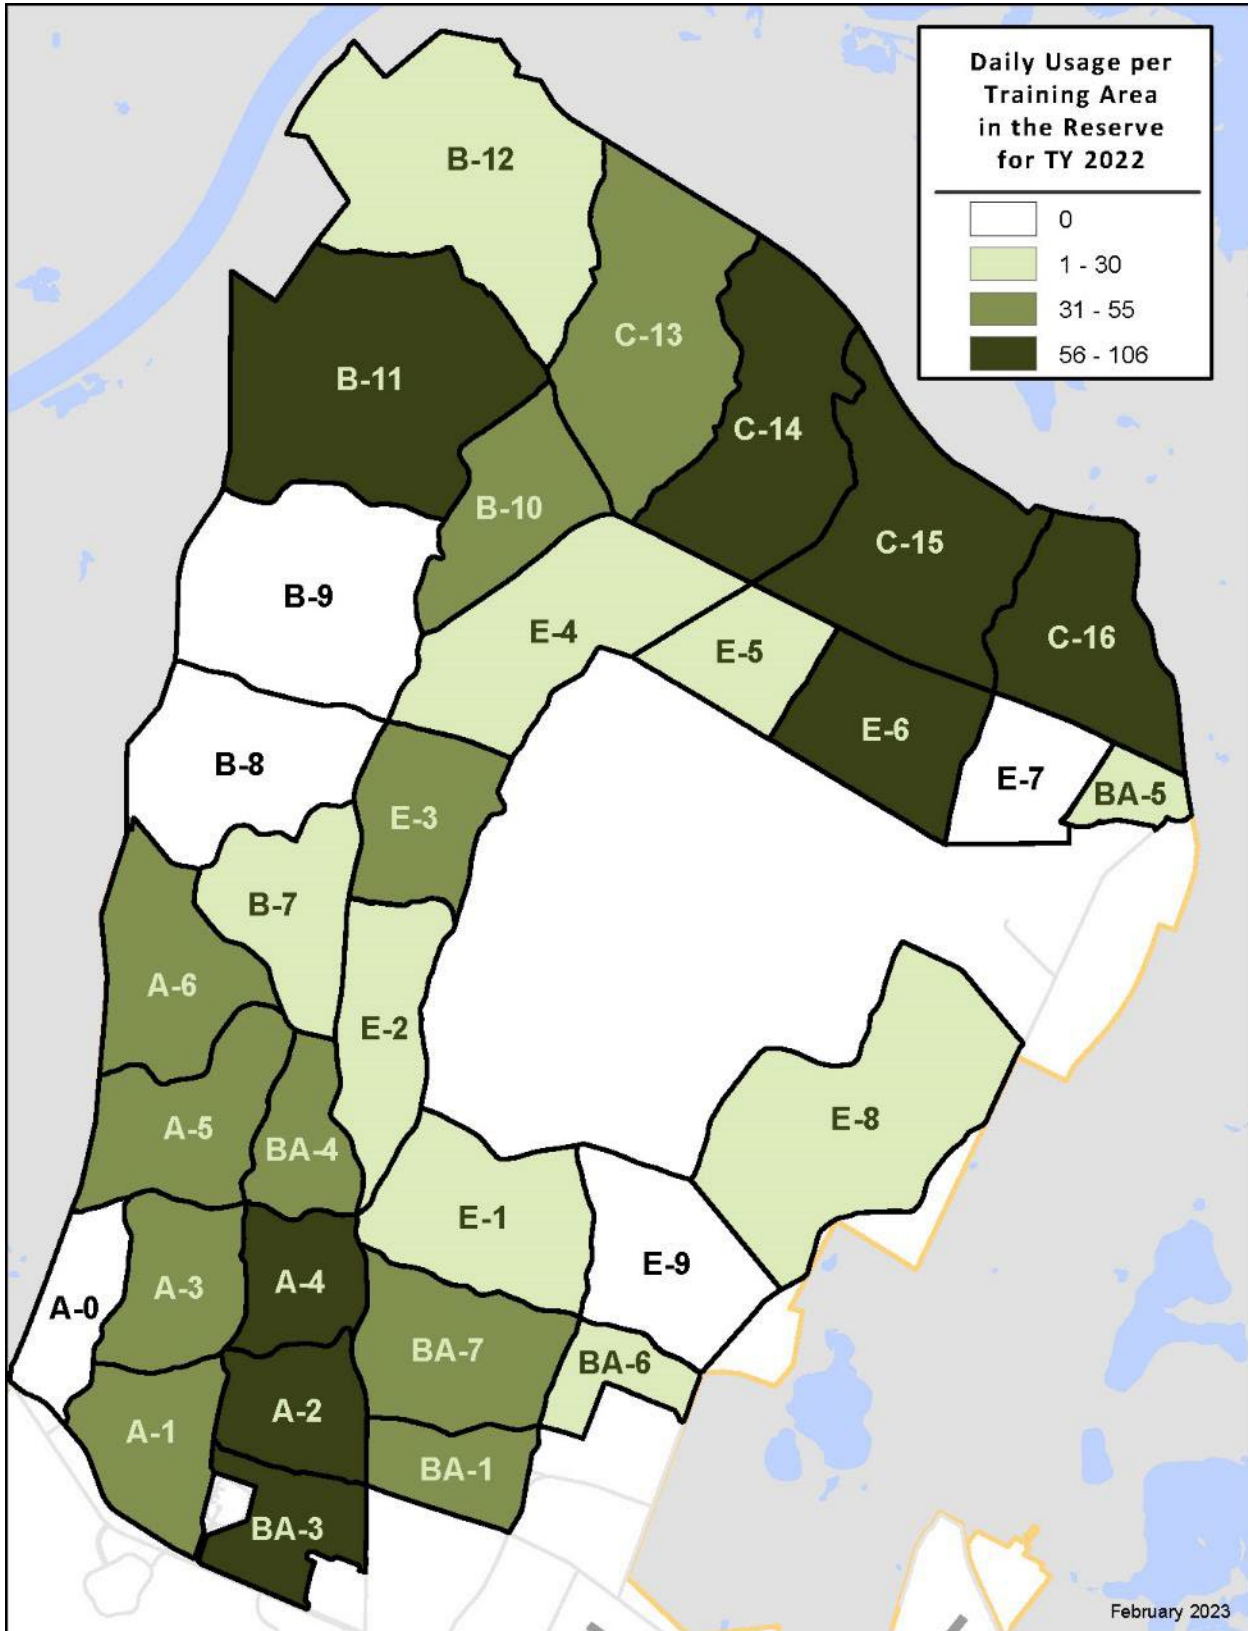 Daily Usage per
Training Area
in the Reserve
for TY 2022
0
1 - 30
31 - 55
56 - 106
B-12
C-13
B-11
C-14
B-10
C-15
B-9
E-4
C-16
E-5
E-6
B-8
E-7
BA-5
E-3
B-7
A-6
E-2
E-8
A-5
BA-4
E-1
E-9
A-4
A-3
A-0
BA-7
BA-6
A-2
A-1
BA-1
BA-3
February 2023